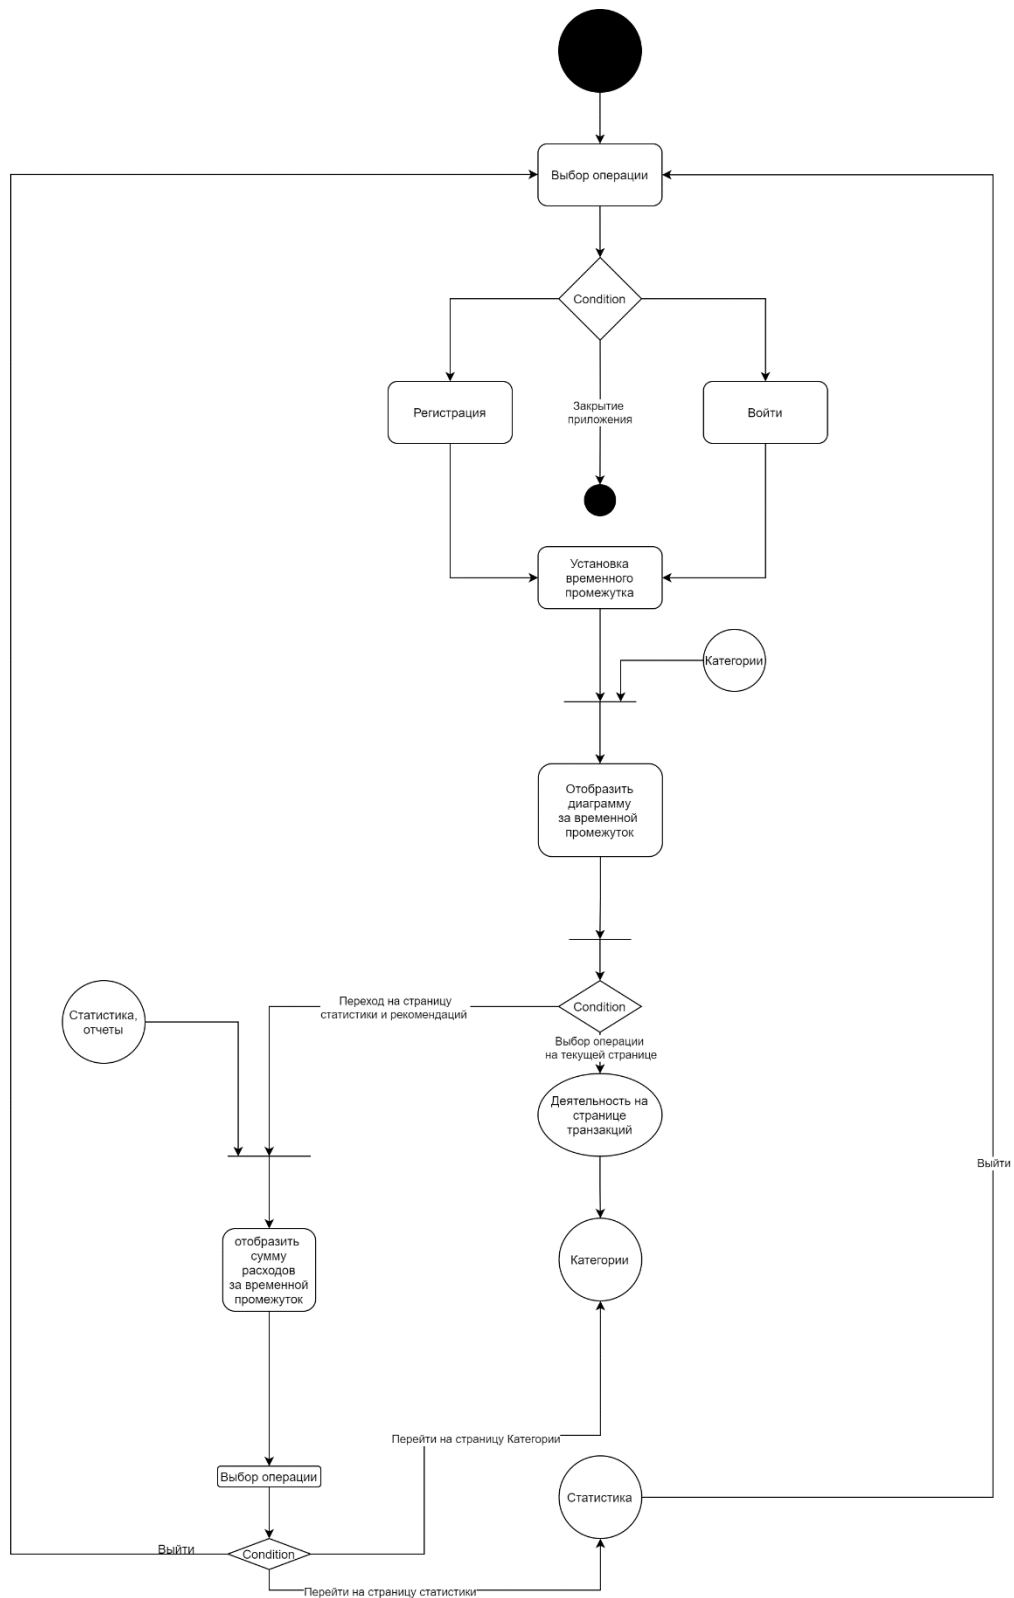 Выбор операции
Condition
Регистрация
Закрытие
приложения
Войти
Установка
временного
промежутка
Категории
Отобразить
диаграмму
за временной
промежуток
Статистика,
отчеты
Переход на страницу
статистики и рекомендаций
Condition
Выбор операции
на текущей странице
Деятельность на
странице
транзакций
Выйти
отобразить
сумму
расходов
за временной
промежуток
Категории
Перейти на страницу Категории
Выбор операции
Статистика
Выйти
Condition
Перейти на страницу статистики